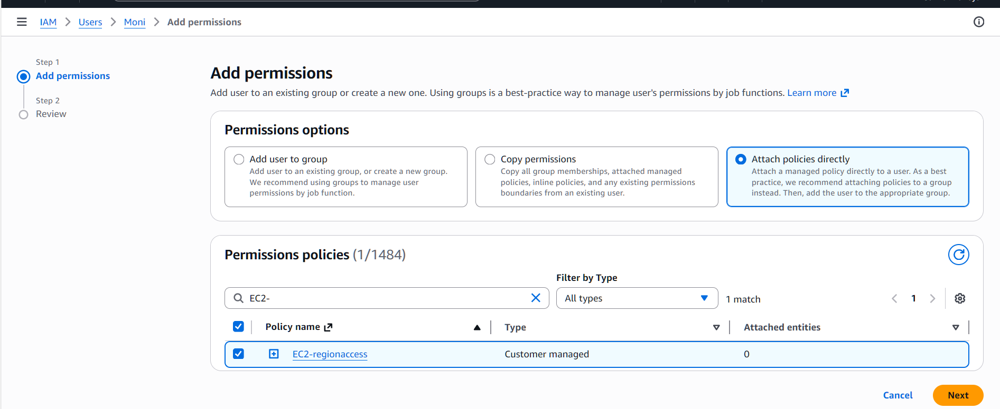 IAM > Users > Moni > Add permissions
Step 1
Add permissions
Step 2
Review
Add permissions
Add user to an existing group or create a new one. Using groups is a best-practice way to manage user's permissions by job functions. Learn more
Permissions options
Add user to group
Add user to an existing group, or create a new group.
We recommend using groups to manage user
permissions by job function.
Copy permissions
Copy all group memberships, attached managed
policies, inline policies, and any existing permissions
boundaries from an existing user.
Attach policies directly
Attach a managed policy directly to a user. As a best
practice, we recommend attaching policies to a group
instead. Then, add the user to the appropriate group.
Permissions policies (1/1484)
Filter by Type
EC2-
All types
1 match
1
Policy name
Type
Attached entities
EC2-regionaccess
Customer managed
0
Cancel
Next